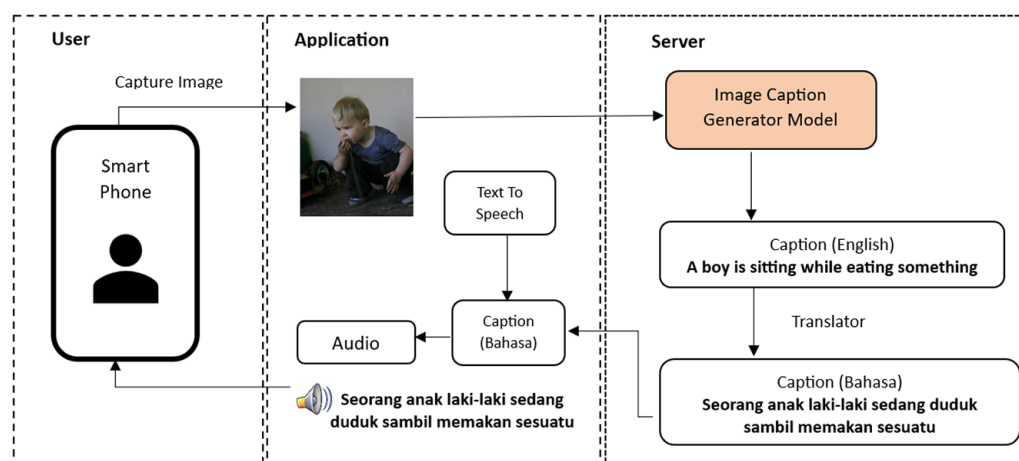 User
Application
Server
Capture Image
Smart
Phone
Image Caption
Generator Model
Text To
Speech
Caption (English)
A boy is sitting while eating something
Translator
Caption
(Bahasa)
Audio
Caption (Bahasa)
Seorang anak laki-laki sedang duduk
sambil memakan sesuatu
Seorang anak laki-laki sedang
duduk sambil memakan sesuatu